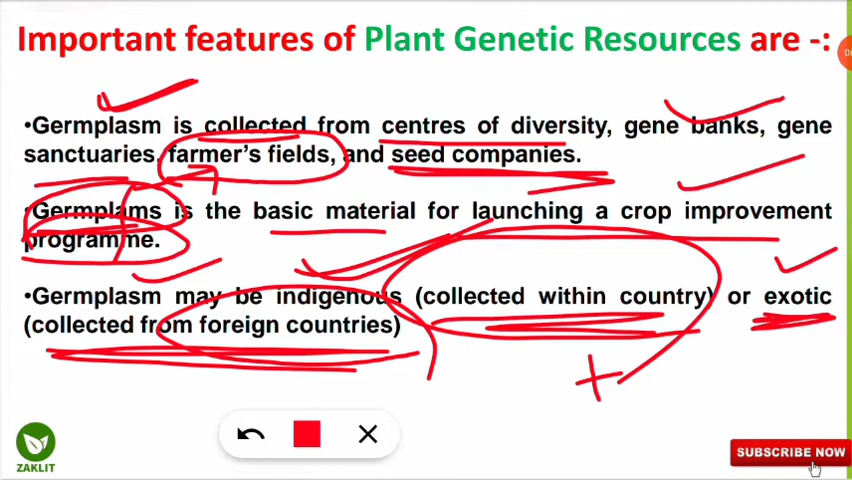 Important features of Plant Genetic Resources are -:
•Germplasm is collected from centres of diversity, gene banks, gene
sanctuaries, farmer's fields, and seed companies.
•Germplams is the basic material for launching a crop improvement
programme.
•Germplasm may be indigenous (collected within country) or exotic
(collected from foreign countries)
ZAKLIT
SUBSCRIBE NOW